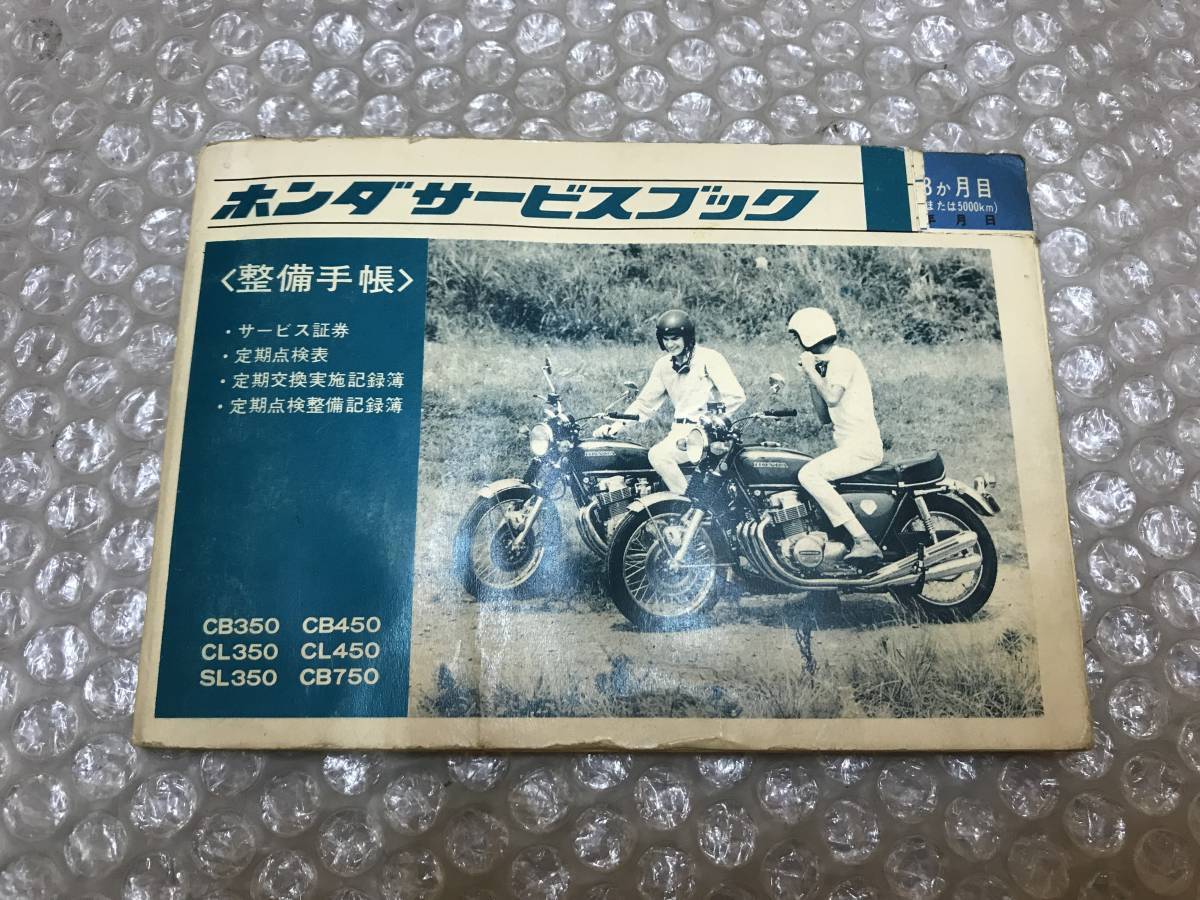 ホンダサービスブック
3か月目
(または5000km)
年 月 日
〈整備手帳〉
・サービス証券
・定期点検表
・定期交換実施記録簿
・定期点検整備記録簿
HONDA
HONDA
CB350 CB450
CL350 CL450
SL350 CB750